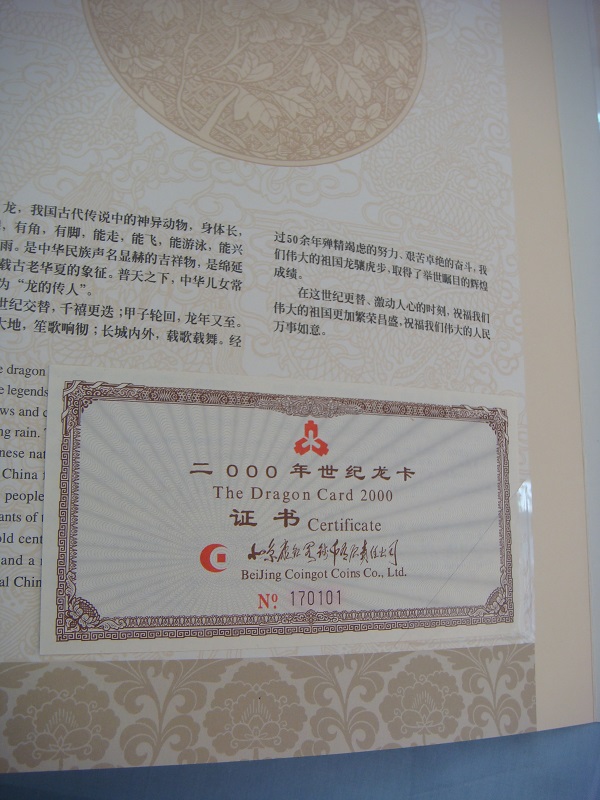 龙，我国古代传说中的神异动物，身体长，
有角，有脚，能走，能飞，能游泳，能兴
雨。是中华民族声名显赫的吉祥物，是绵延
载古老华夏的象征。普天之下，中华儿女常
为“龙的传人”。
世纪交替，千禧更迭；甲子轮回，龙年又至。
大地，笙歌响彻；长城内外，载歌载舞。经
过50余年殚精竭虑的努力、艰苦卓绝的奋斗，我
们伟大的祖国龙骧虎步，取得了举世瞩目的辉煌
成绩。
在这世纪更替、激动人心的时刻，祝福我们
伟大的祖国更加繁荣昌盛，祝福我们伟大的人民
万事如意。
dragon
legends
ws and
ng rain.
nese nat
China
people
ants of
old cent
and a
al Chin
二000年世纪龙卡
The Dragon Card 2000
证书 Certificate
BeiJing Coingot Coins Co., Ltd.
No. 170101